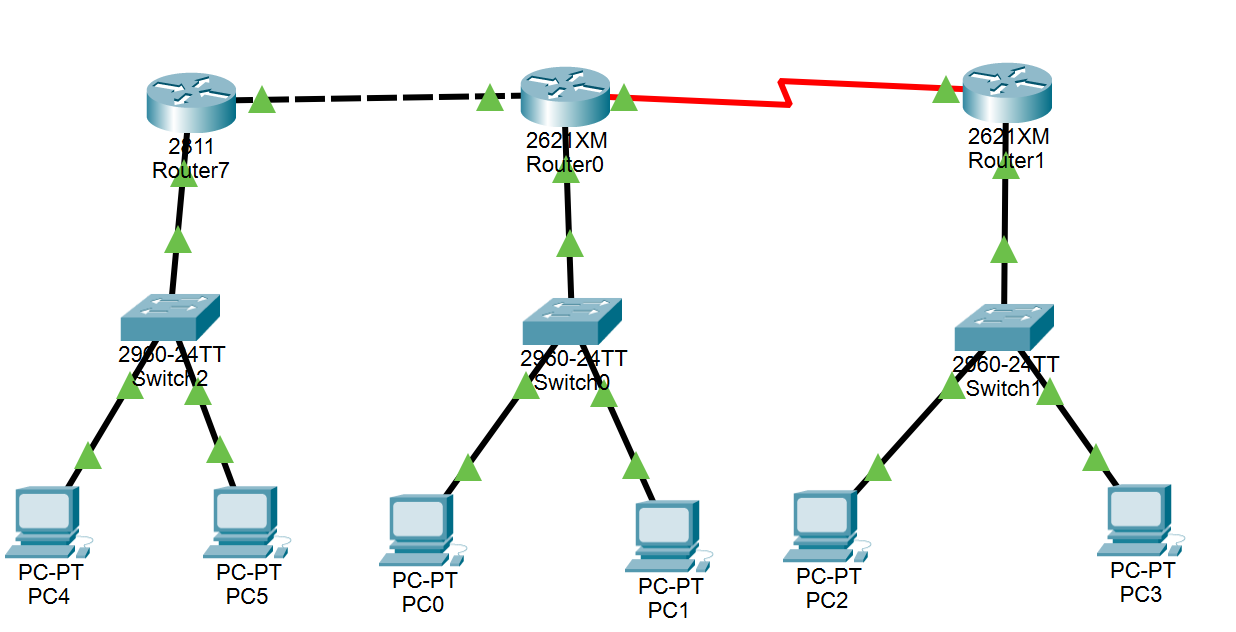 2811
Router7
2621XM
Router0
2621XM
Router1
2960-24TT
Switch2
2960-24TT
Switch0
2960-24TT
Switch1
PC-PT
PC4
PC-PT
PC5
PC-PT
PC0
PC-PT
PC1
PC-PT
PC2
PC-PT
PC3